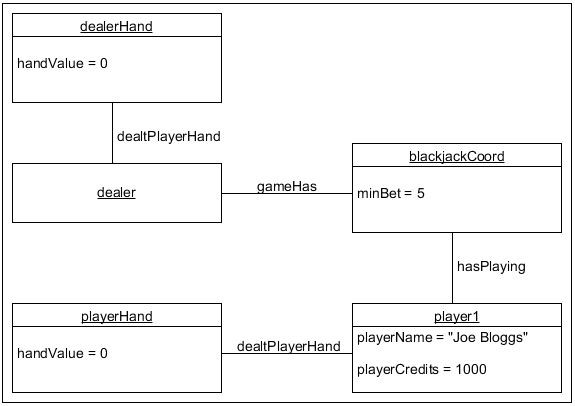 dealerHand
handValue = 0
dealtPlayerHand
dealer
gameHas
blackjackCoord
minBet = 5
hasPlaying
playerHand
handValue = 0
dealtPlayerHand
player1
playerName = "Joe Bloggs"
playerCredits = 1000